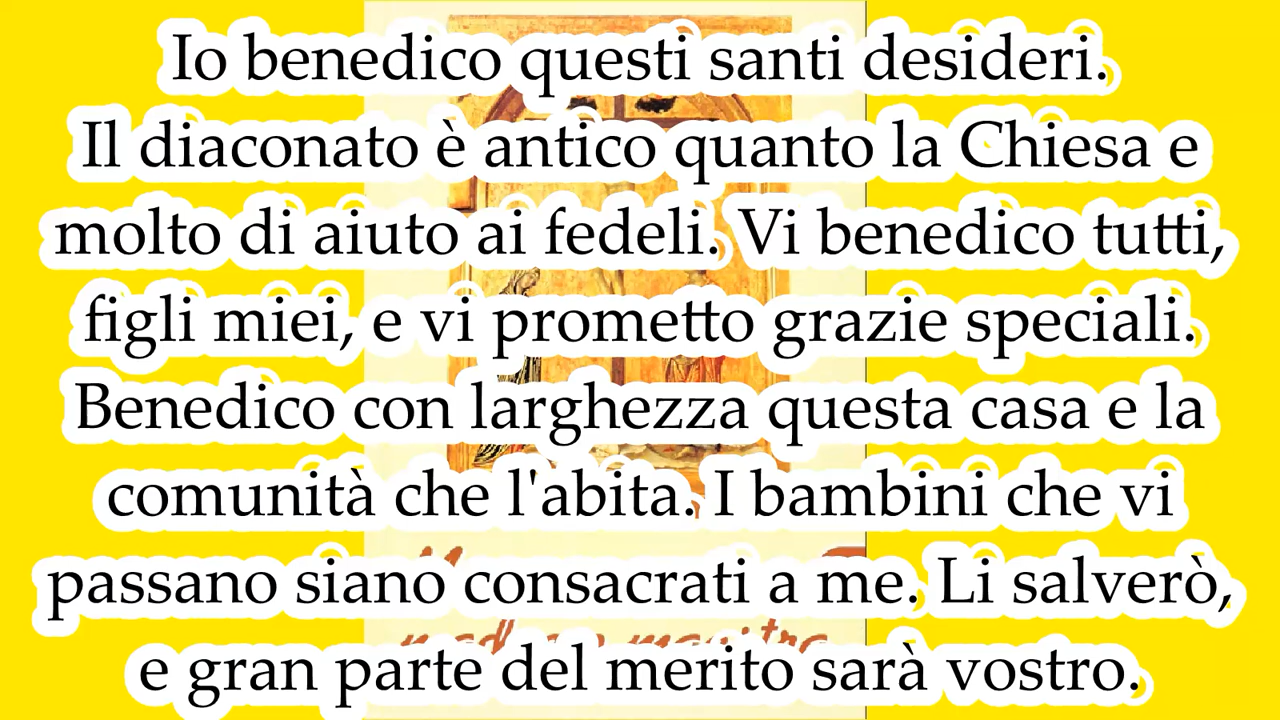 Io benedico questi santi desideri.
Il diaconato è antico quanto la Chiesa e
molto di aiuto ai fedeli. Vi benedico tutti,
figli miei, e vi prometto grazie speciali.
Benedico con larghezza questa casa e la
comunità che l'abita. I bambini che vi
passano siano consacrati a me. Li salverò,
e gran parte del merito sarà vostro.